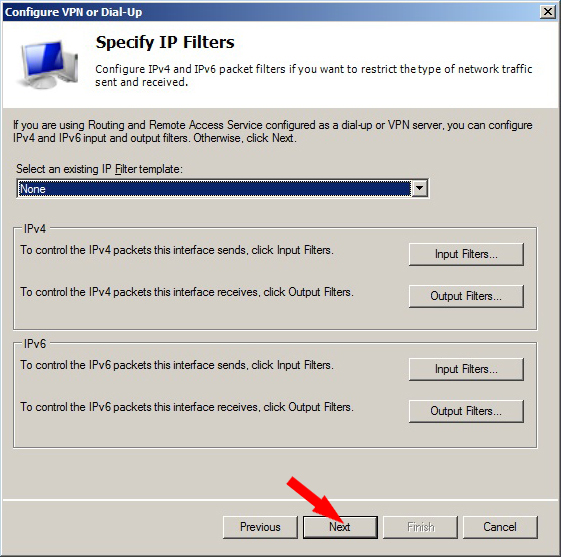 Configure VPN or Dial-Up
Specify IP Filters
Configure IPv4 and IPv6 packet filters if you want to restrict the type of network traffic
sent and received.
If you are using Routing and Remote Access Service configured as a dial-up or VPN server, you can configure
IPv4 and IPv6 input and output filters. Otherwise, click Next.
Select an existing IP Filter template:
None
IPv4
To control the IPv4 packets this interface sends, click Input Filters.
Input Filters...
To control the IPv4 packets this interface receives, click Output Filters.
Output Filters...
IPv6
To control the IPv6 packets this interface sends, click Input Filters.
Input Filters...
To control the IPv6 packets this interface receives, click Output Filters.
Output Filters...
Previous
Next
Finish
Cancel